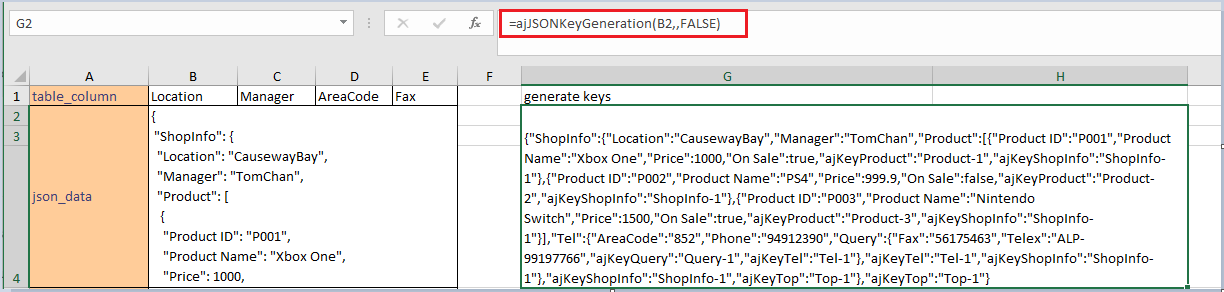 G2
fx
=ajJSONKeyGeneration(B2,,FALSE)
A B C D E F G H
1 table_column Location Manager AreaCode Fax generate keys
2
3
4
json_data
{
"ShopInfo": {
"Location": "CausewayBay",
"Manager": "TomChan",
"Product": [
{
"Product ID": "P001",
"Product Name": "Xbox One",
"Price": 1000,
{"ShopInfo":{"Location":"CausewayBay","Manager":"TomChan","Product":[{"Product ID":"P001","Product
Name":"Xbox One","Price":1000,"On Sale":true,"ajKeyProduct":"Product-1","ajKeyShopInfo":"ShopInfo-
1"},{"Product ID":"P002","Product Name":"PS4","Price":999.9,"On Sale":false,"ajKeyProduct":"Product-
2","ajKeyShopInfo":"ShopInfo-1"},{"Product ID":"P003","Product Name":"Nintendo
Switch","Price":1500,"On Sale":true,"ajKeyProduct":"Product-3","ajKeyShopInfo":"ShopInfo-
1"}],"Tel":{"AreaCode":"852","Phone":"94912390","Query":{"Fax":"56175463","Telex":"ALP-
99197766","ajKeyQuery":"Query-1","ajKeyTel":"Tel-1"},"ajKeyTel":"Tel-1","ajKeyShopInfo":"ShopInfo-
1"},"ajKeyShopInfo":"ShopInfo-1","ajKeyTop":"Top-1"},"ajKeyTop":"Top-1"}